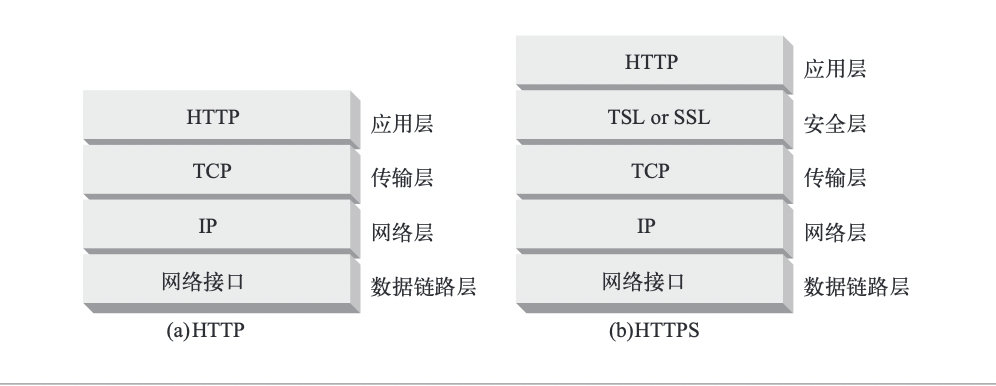 HTTP 应用层
TCP 传输层
IP 网络层
网络接口 数据链路层
(a)HTTP
HTTP 应用层
TSL or SSL 安全层
TCP 传输层
IP 网络层
网络接口 数据链路层
(b)HTTPS